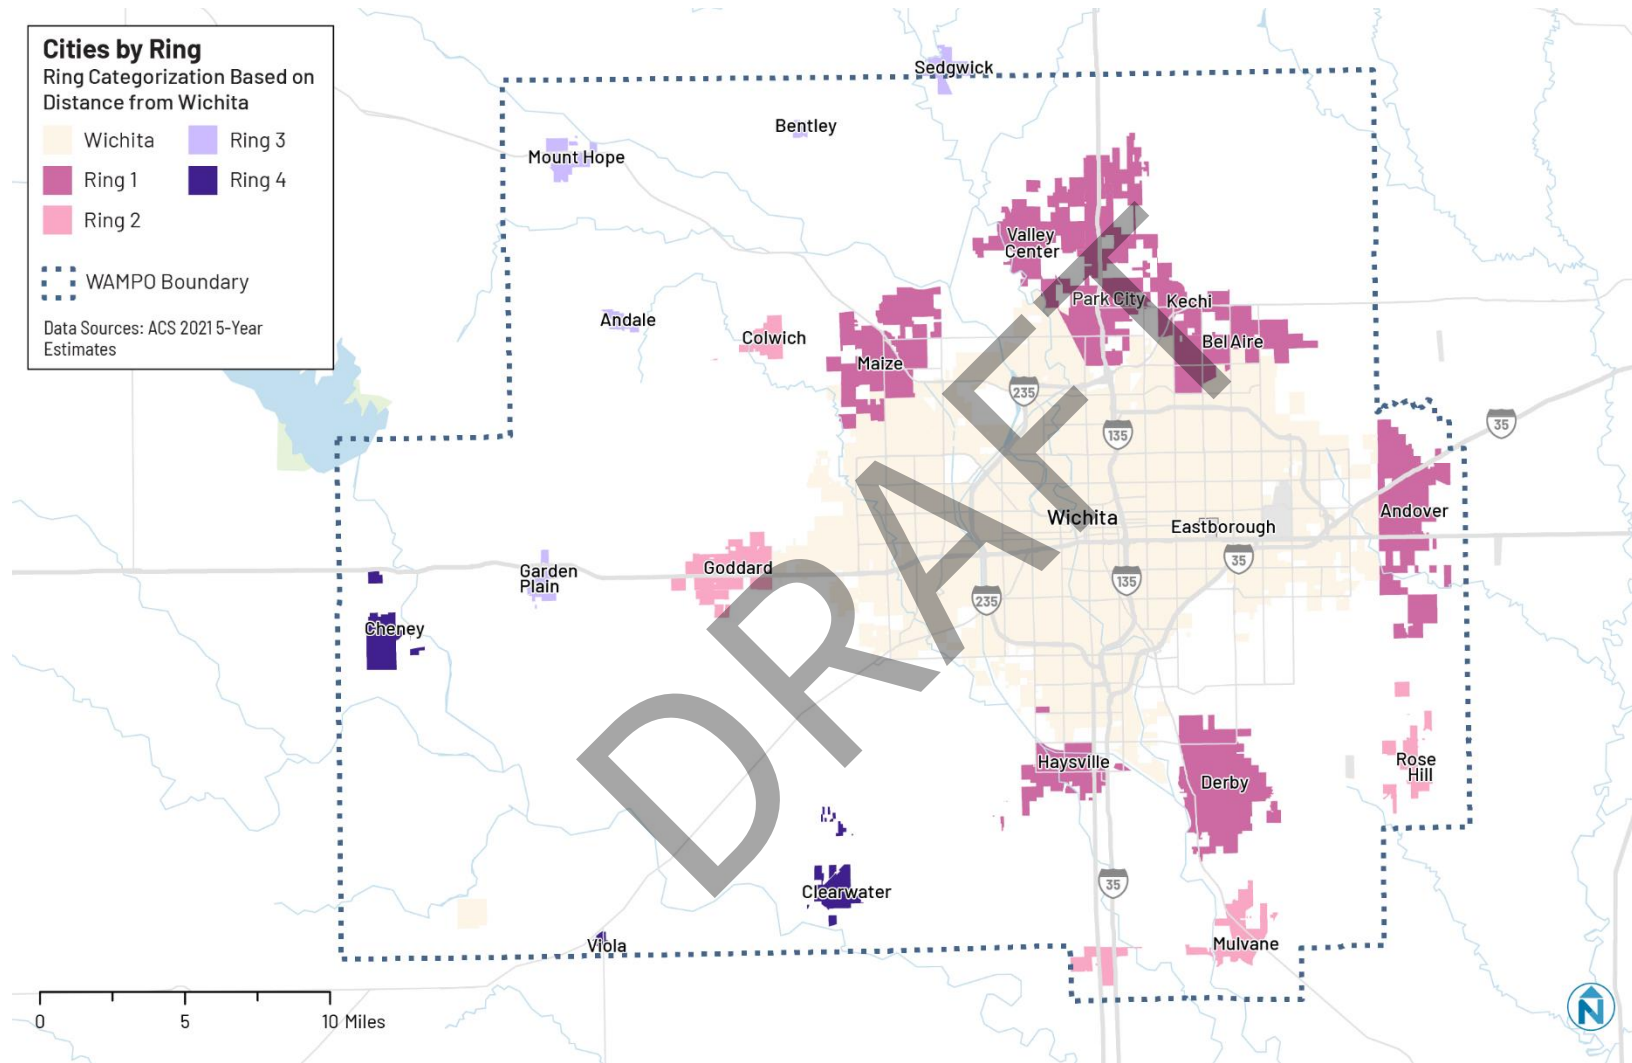 Cities by Ring
Ring Categorization Based on
Distance from Wichita
Wichita
Ring 3
Ring 1
Ring 4
Ring 2
WAMPO Boundary
Data Sources: ACS 2021 5-Year
Estimates
Sedgwick
Bentley
Mount Hope
Valley
Center
Park City
Kechi
Andale
Colwich
Bel Aire
Maize
235
135
35
Andover
Wichita
Eastborough
35
135
235
Garden
Plain
Goddard
Cheney
Haysville
Derby
Rose
Hill
Clearwater
35
Viola
Mulvane
DRAFT
0
5
10 Miles
N